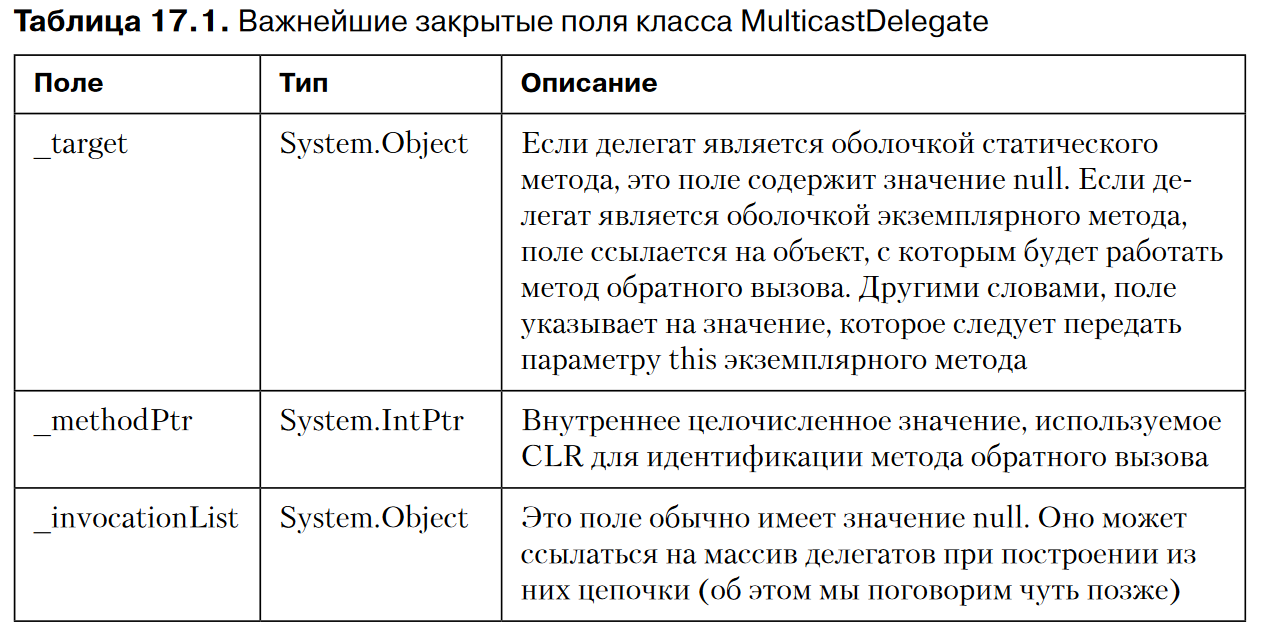 Таблица 17.1. Важнейшие закрытые поля класса MulticastDelegate
Поле Тип Описание
_target System.Object Если делегат является оболочкой статического
метода, это поле содержит значение null. Если де-
легат является оболочкой экземплярного метода,
поле ссылается на объект, с которым будет работать
метод обратного вызова. Другими словами, поле
указывает на значение, которое следует передать
параметру this экземплярного метода
_methodPtr System.IntPtr Внутреннее целочисленное значение, используемое
CLR для идентификации метода обратного вызова
_invocationList System.Object Это поле обычно имеет значение null. Оно может
ссылаться на массив делегатов при построении из
них цепочки (об этом мы поговорим чуть позже)